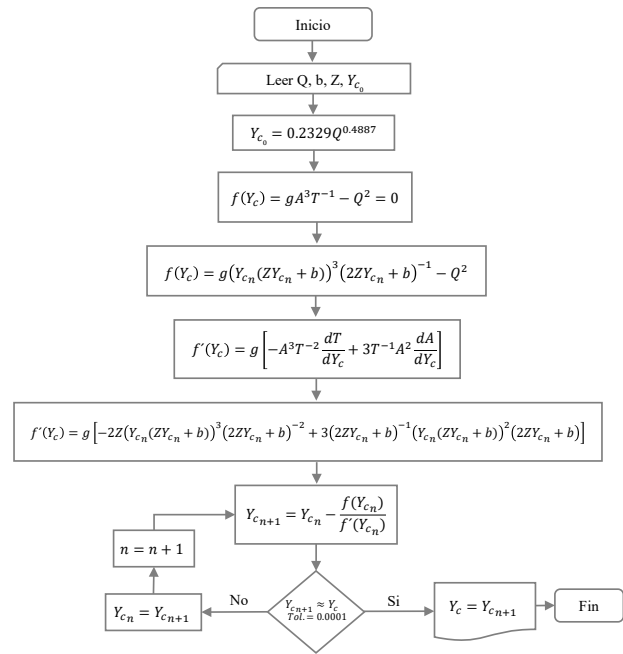 Inicio
Leer Q, b, Z, Y_{c_0}
Y_{c_0} = 0.2329Q^{0.4887}
f(Y_c) = gA^3T^{-1} − Q^2 = 0
f(Y_c) = g(Y_{c_n}(ZY_{c_n} + b))^3(2ZY_{c_n} + b)^{-1} − Q^2
f´(Y_c) = g[−A^3T^{-2} dT/dY_c + 3T^{-1}A^2 dA/dY_c]
f´(Y_c) = g[−2Z(Y_{c_n}(ZY_{c_n} + b))^3(2ZY_{c_n} + b)^{-2} + 3(2ZY_{c_n} + b)^{-1}(Y_{c_n}(ZY_{c_n} + b))^2(2ZY_{c_n} + b)]
Y_{c_{n+1}} = Y_{c_n} − f(Y_{c_n})/f´(Y_{c_n})
n = n + 1
Y_{c_n} = Y_{c_{n+1}}
No
Y_{c_{n+1}} ≈ Y_c
Tol. = 0.0001
Si
Y_c = Y_{c_{n+1}}
Fin